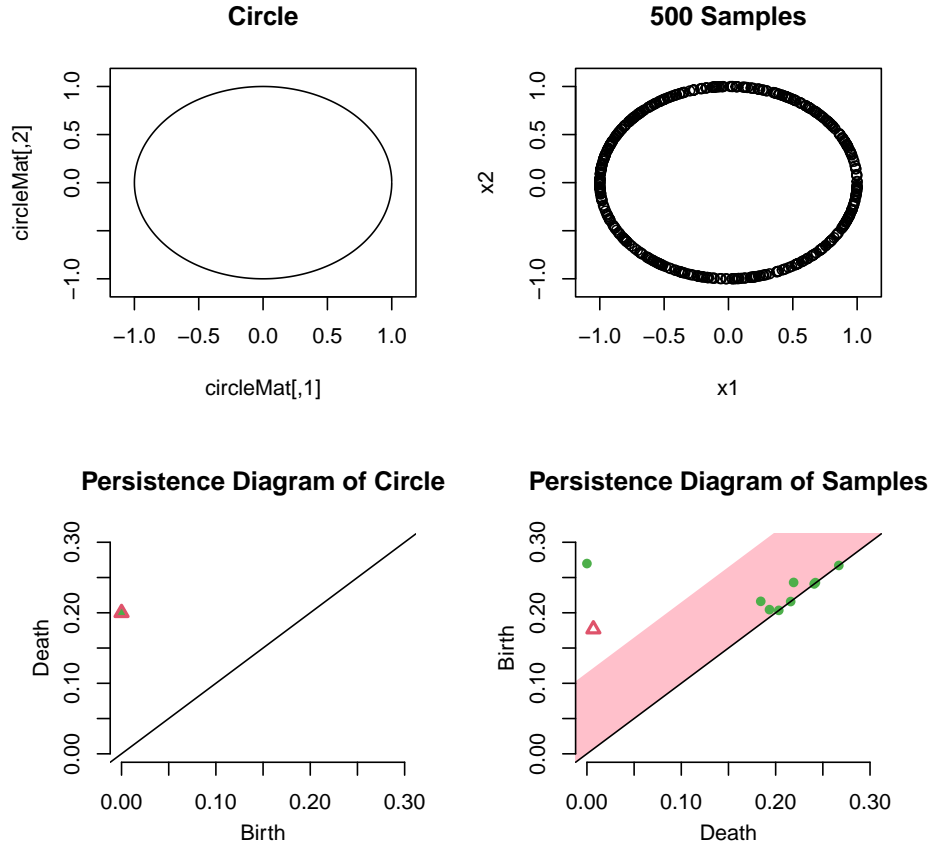 Circle
circleMat[,2]
1.0
0.5
0.0
−1.0
−1.0 −0.5 0.0 0.5 1.0
circleMat[,1]
500 Samples
x2
1.0
0.5
0.0
−1.0
−1.0 −0.5 0.0 0.5 1.0
x1
Persistence Diagram of Circle
Death
0.30
0.20
0.10
0.00
0.00 0.10 0.20 0.30
Birth
Persistence Diagram of Samples
Birth
0.30
0.20
0.10
0.00
0.00 0.10 0.20 0.30
Death